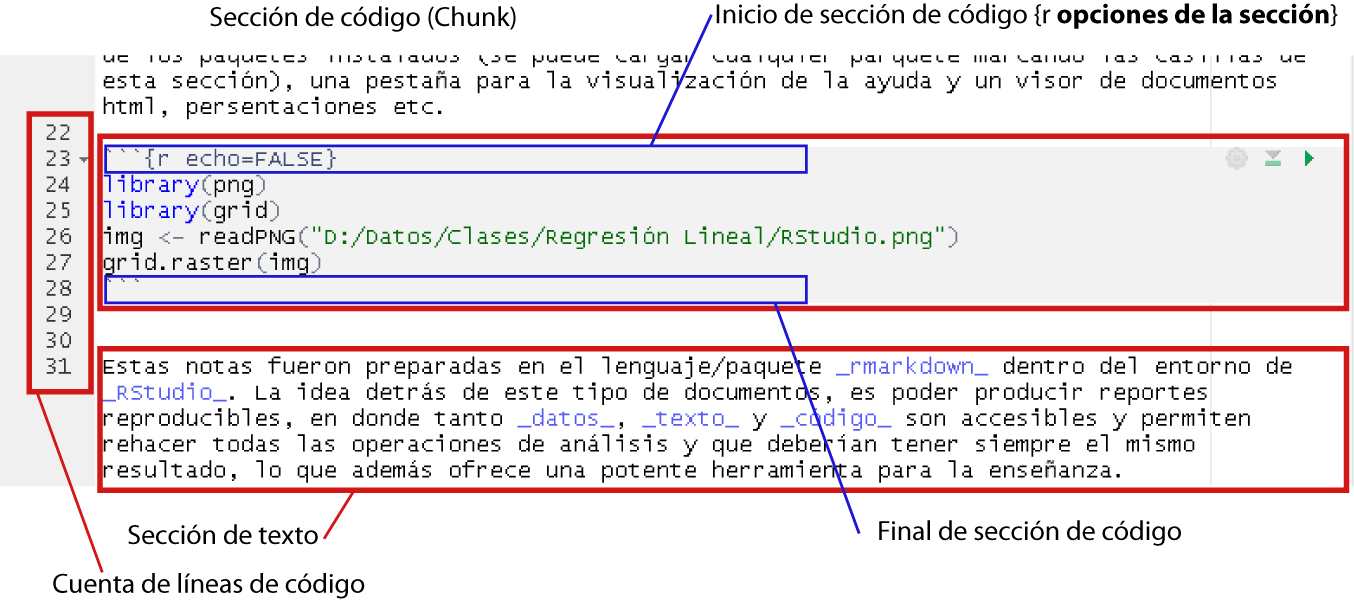 Sección de código (Chunk)
Inicio de sección de código {r opciones de la sección}
de los paquetes instalados (se puede cargar cualquier parquete marcando las casillas de
esta sección), una pestaña para la visualización de la ayuda y un visor de documentos
html, persentaciones etc.
22
23 ```{r echo=FALSE}
24 library(png)
25 library(grid)
26 img <- readPNG("D:/Datos/Clases/Regresión Lineal/RStudio.png")
27 grid.raster(img)
28 ```
29
30
31 Estas notas fueron preparadas en el lenguaje/paquete _rmarkdown_ dentro del entorno de
_RStudio_. La idea detrás de este tipo de documentos, es poder producir reportes
reproducibles, en donde tanto _datos_, _texto_ y _código_ son accesibles y permiten
rehacer todas las operaciones de análisis y que deberían tener siempre el mismo
resultado, lo que además ofrece una potente herramienta para la enseñanza.
Sección de texto
Final de sección de código
Cuenta de líneas de código